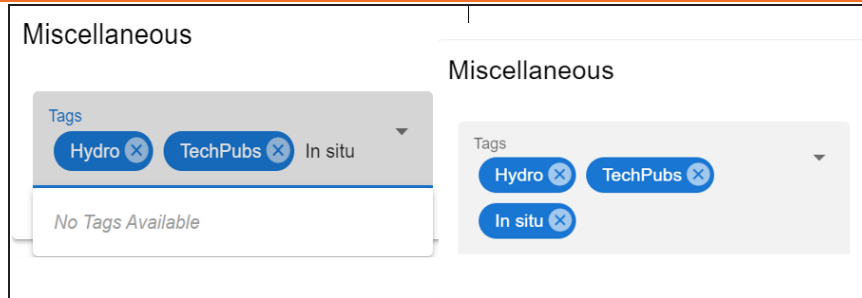 Miscellaneous
Tags
Hydro TechPubs In situ
No Tags Available
Miscellaneous
Tags
Hydro TechPubs
In situ